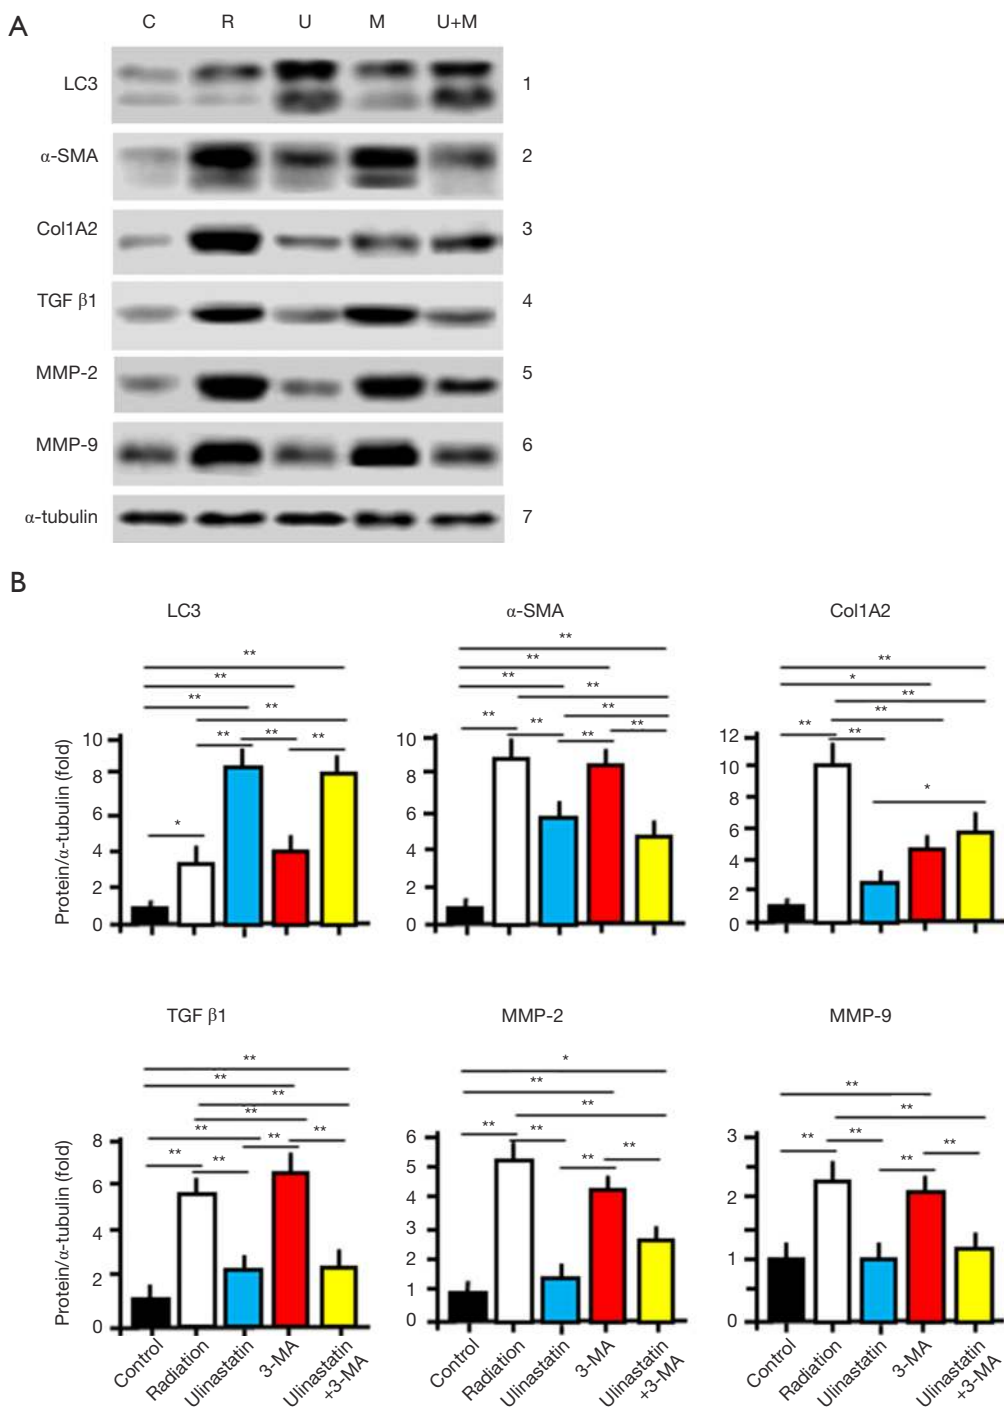 A
C R U M U+M
LC3 1
α-SMA 2
Col1A2 3
TGF β1 4
MMP-2 5
MMP-9 6
α-tubulin 7
B
LC3 α-SMA Col1A2
Protein/α-tubulin (fold)
10
8
6
4
2
0
** ** ** ** ** ** ** *
10
8
6
4
2
0
** ** ** ** ** ** ** ** **
12
10
8
6
4
2
0
** * ** ** ** ** *
TGF β1 MMP-2 MMP-9
Protein/α-tubulin (fold)
8
6
4
2
0
** ** ** ** ** ** ** ** **
6
5
4
3
2
1
0
* ** ** ** ** ** **
3
2
1
0
** ** ** ** ** **
Control
Radiation
Ulinastatin
3-MA
Ulinastatin
+3-MA
Control
Radiation
Ulinastatin
3-MA
Ulinastatin
+3-MA
Control
Radiation
Ulinastatin
3-MA
Ulinastatin
+3-MA